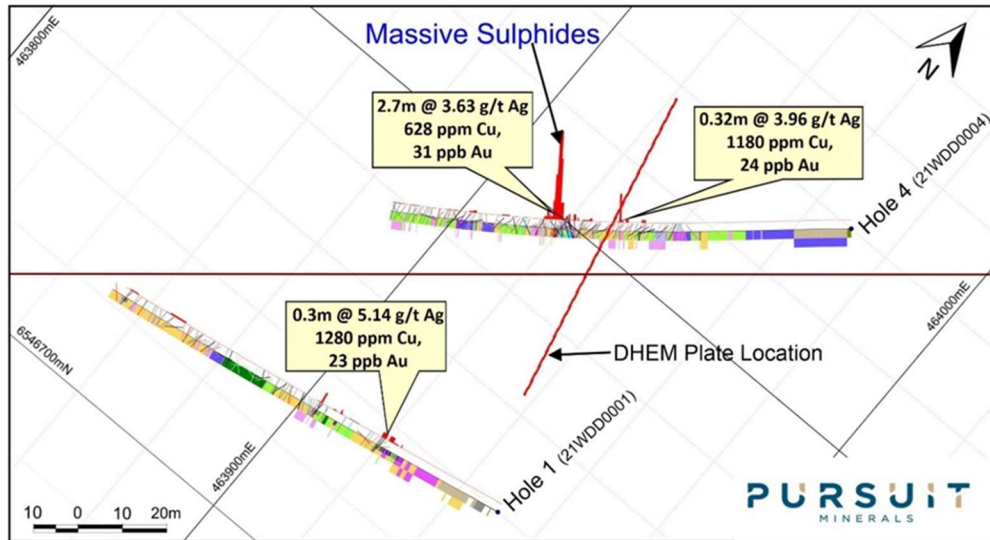 463800mE
Massive Sulphides
N
2.7m @ 3.63 g/t Ag
628 ppm Cu,
31 ppb Au
0.32m @ 3.96 g/t Ag
1180 ppm Cu,
24 ppb Au
Hole 4 (21WDD0004)
464000mE
0.3m @ 5.14 g/t Ag
1280 ppm Cu,
23 ppb Au
DHEM Plate Location
6546700mN
463900mE
Hole 1 (21WDD0001)
10 0 10 20m
PURSUIT
MINERALS